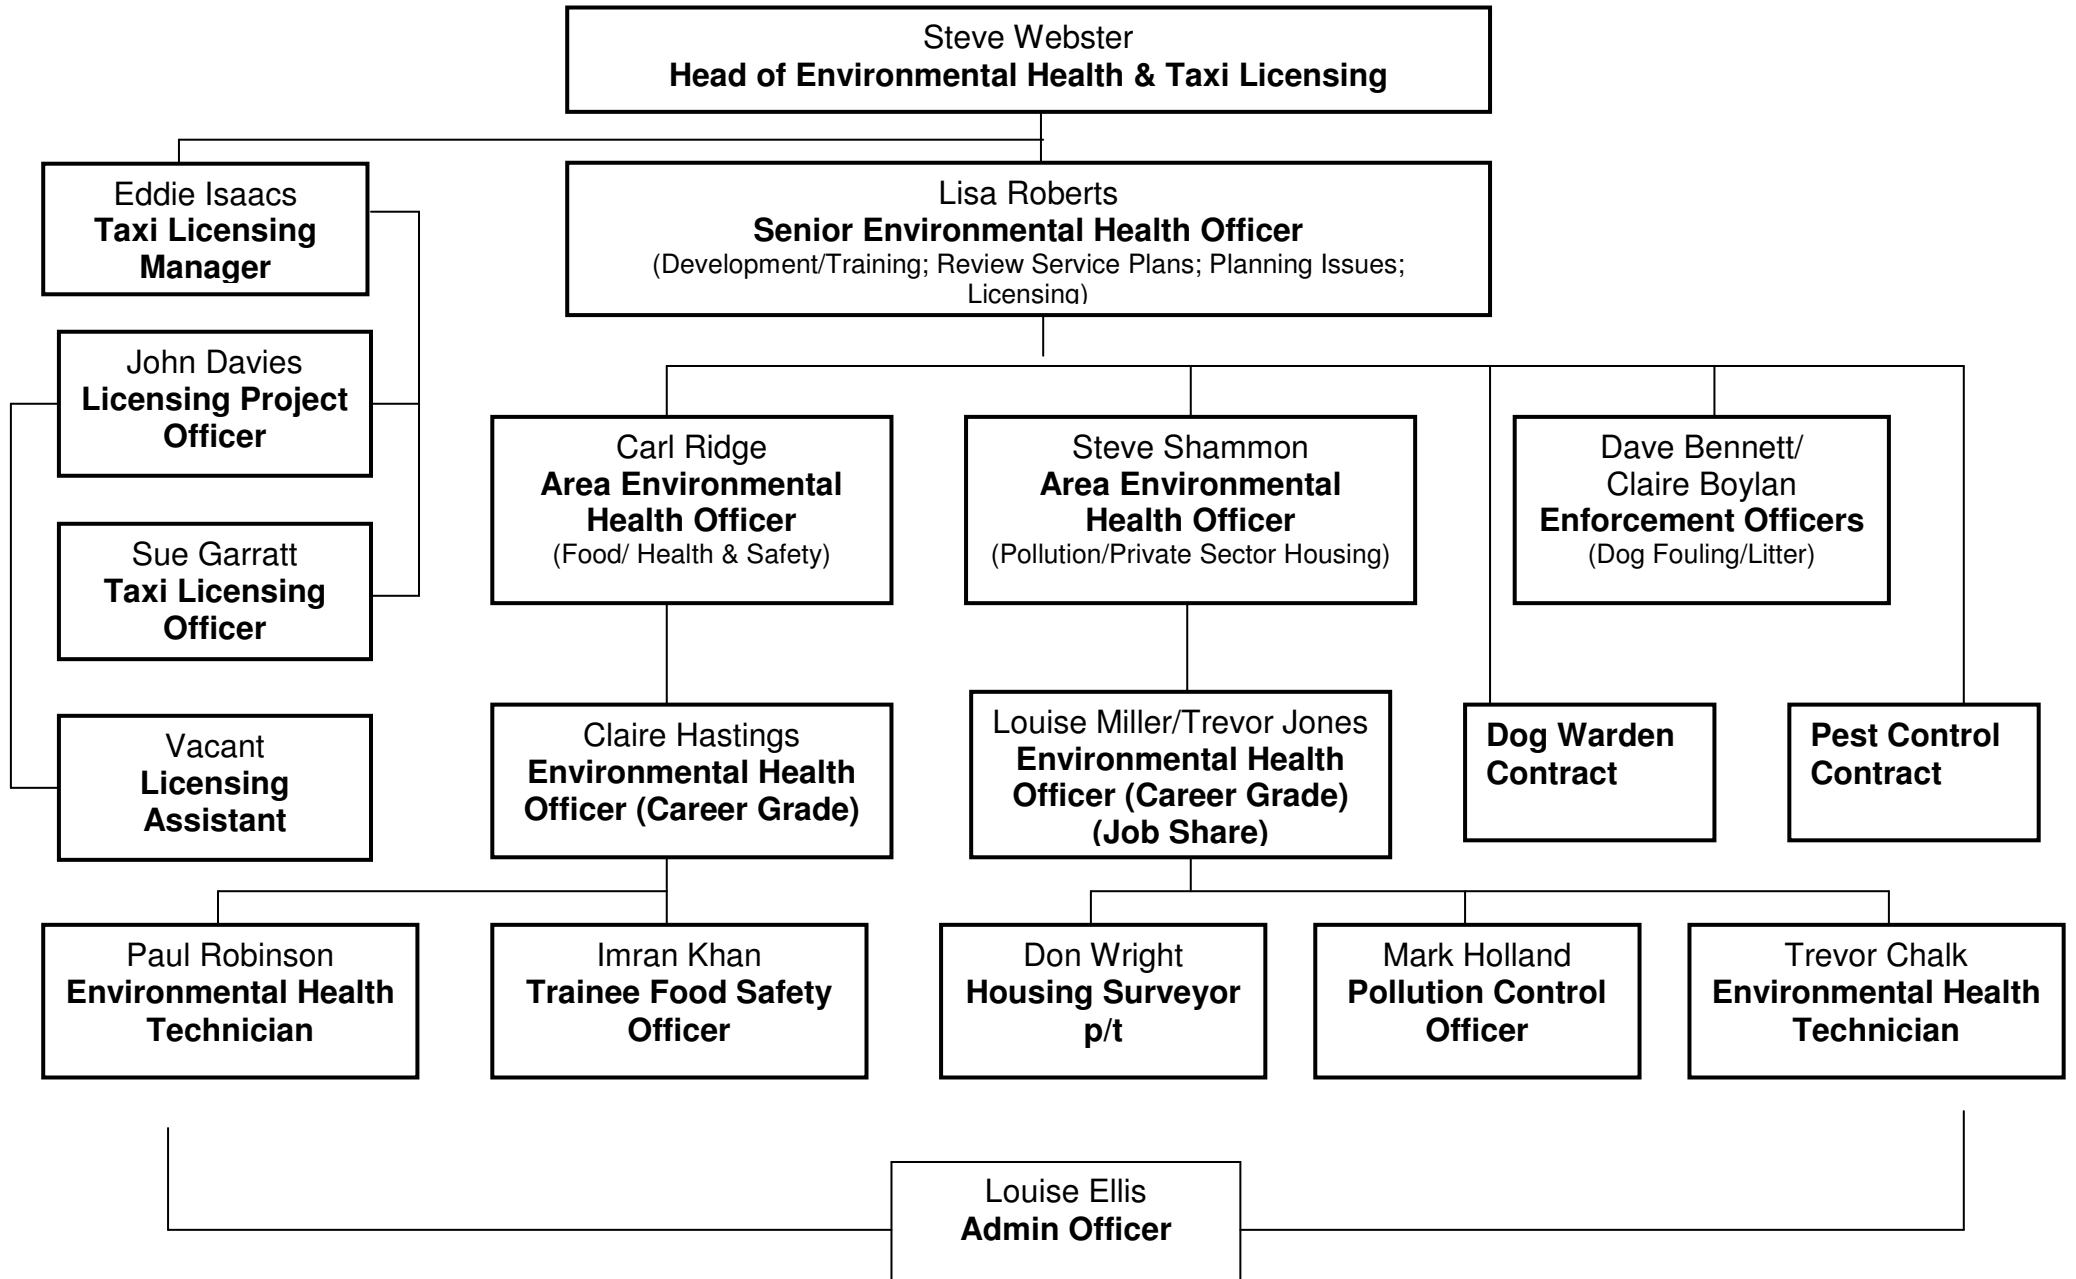 Steve Webster
Head of Environmental Health & Taxi Licensing
Eddie Isaacs
Taxi Licensing
Manager
Lisa Roberts
Senior Environmental Health Officer
(Development/Training; Review Service Plans; Planning Issues;
Licensing)
John Davies
Licensing Project
Officer
Sue Garratt
Taxi Licensing
Officer
Vacant
Licensing
Assistant
Carl Ridge
Area Environmental
Health Officer
(Food/ Health & Safety)
Steve Shammon
Area Environmental
Health Officer
(Pollution/Private Sector Housing)
Dave Bennett/
Claire Boylan
Enforcement Officers
(Dog Fouling/Litter)
Claire Hastings
Environmental Health
Officer (Career Grade)
Louise Miller/Trevor Jones
Environmental Health
Officer (Career Grade)
(Job Share)
Dog Warden
Contract
Pest Control
Contract
Paul Robinson
Environmental Health
Technician
Imran Khan
Trainee Food Safety
Officer
Don Wright
Housing Surveyor
p/t
Mark Holland
Pollution Control
Officer
Trevor Chalk
Environmental Health
Technician
Louise Ellis
Admin Officer